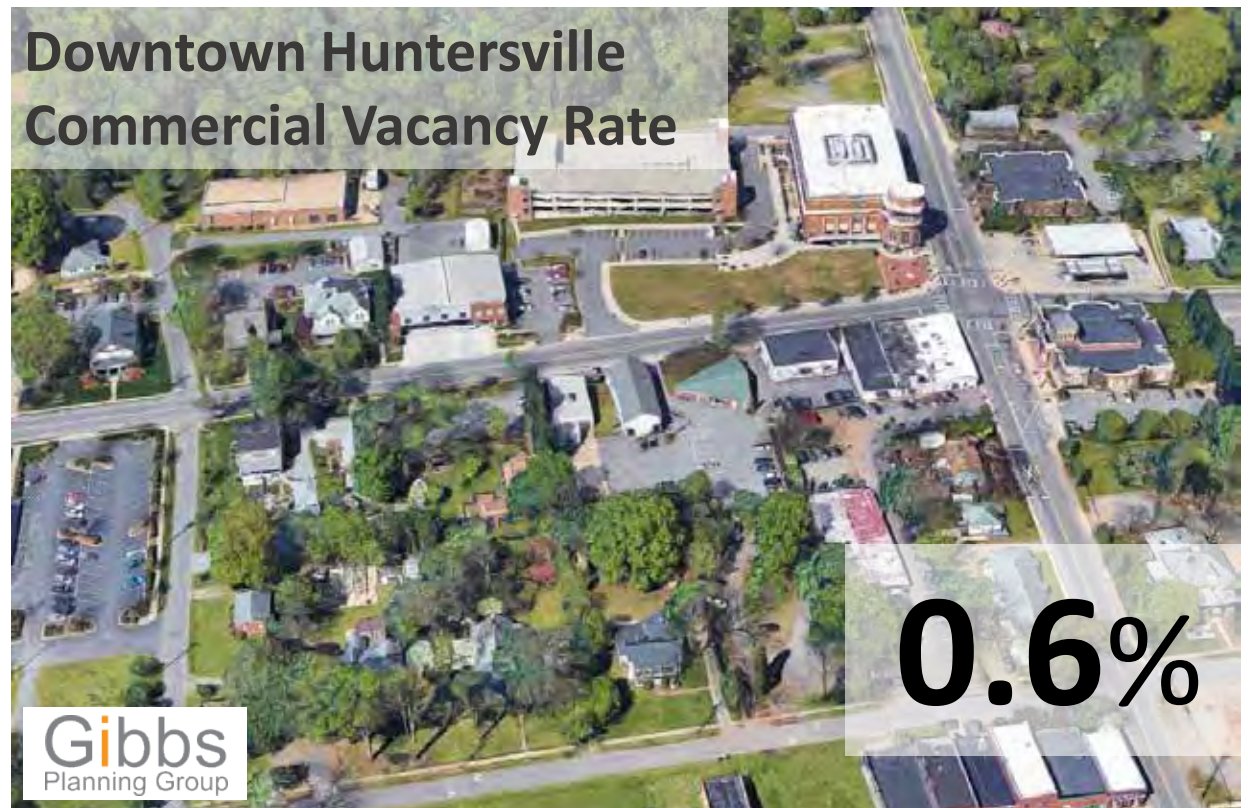 Downtown Huntersville
Commercial Vacancy Rate
0.6%
Gibbs
Planning Group